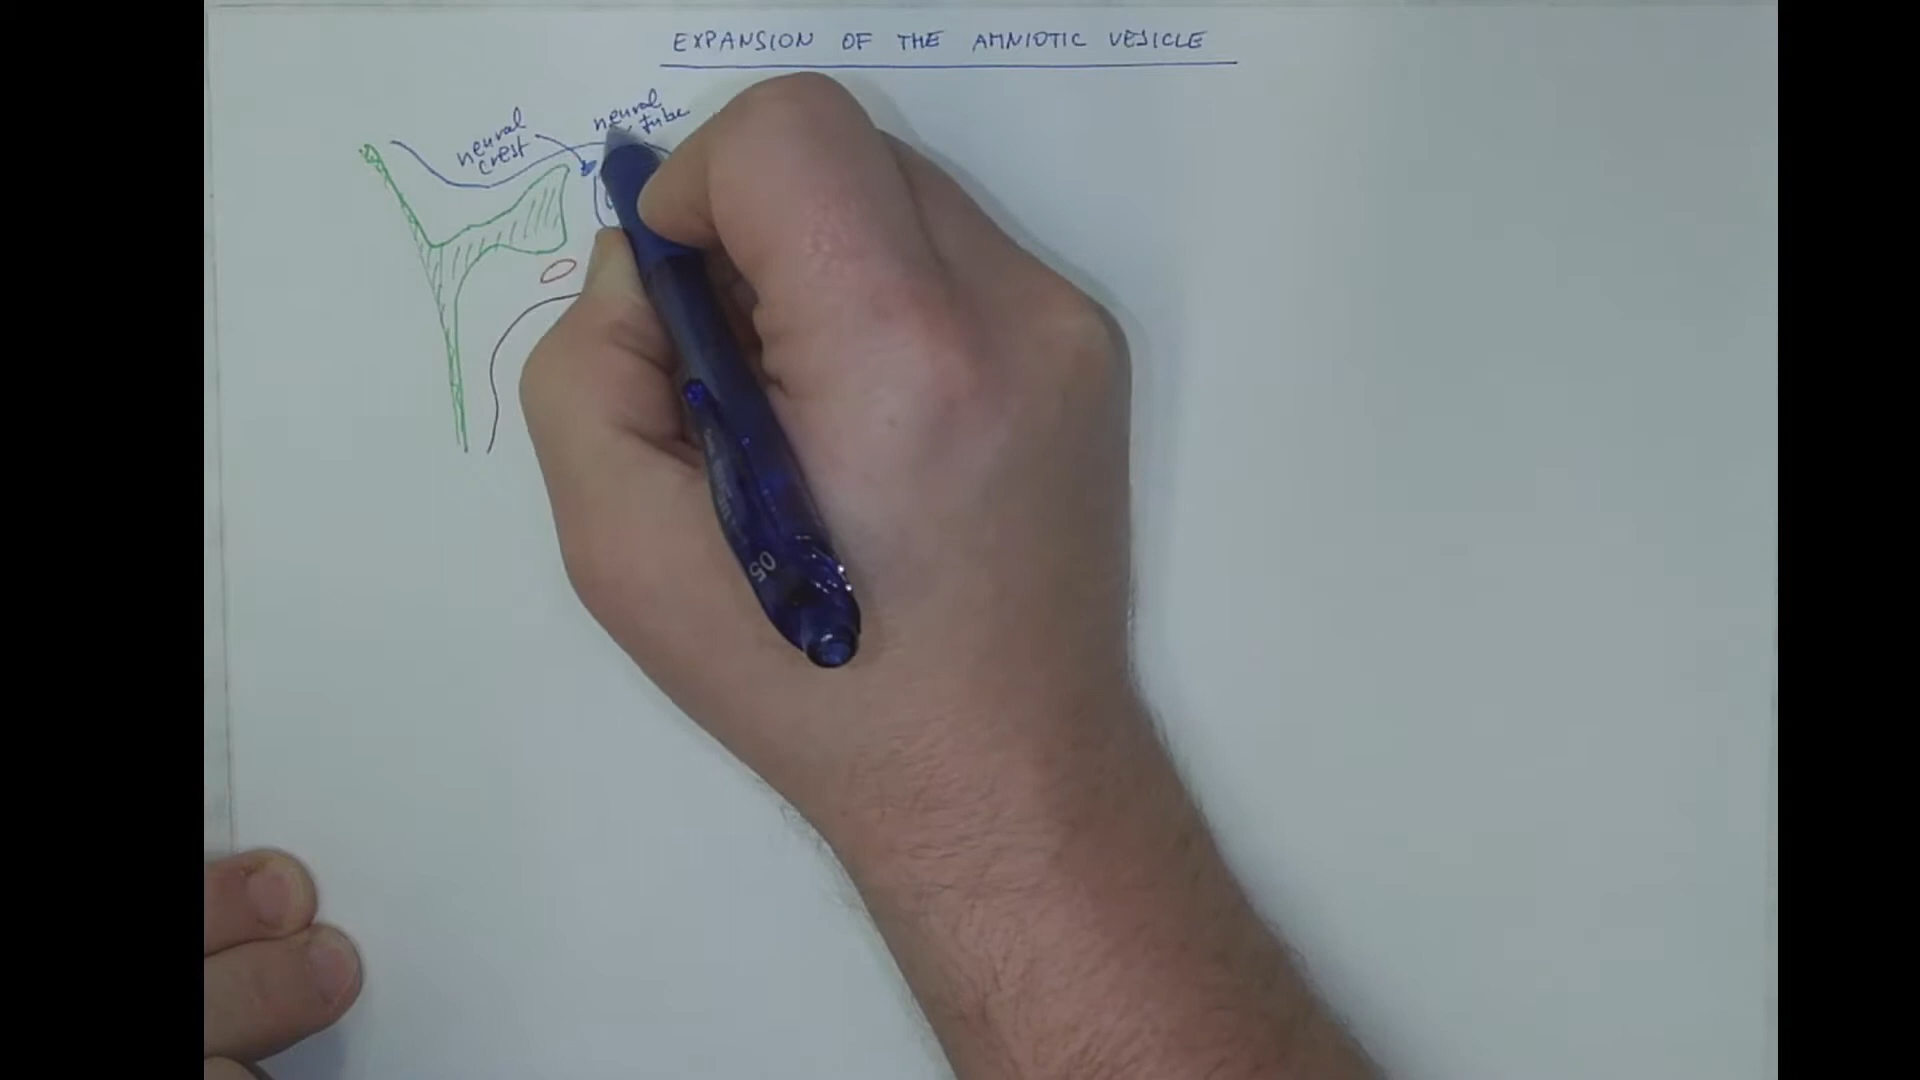 EXPANSION OF THE AMNIOTIC VESICLE
neural
crest
neural
tube
05